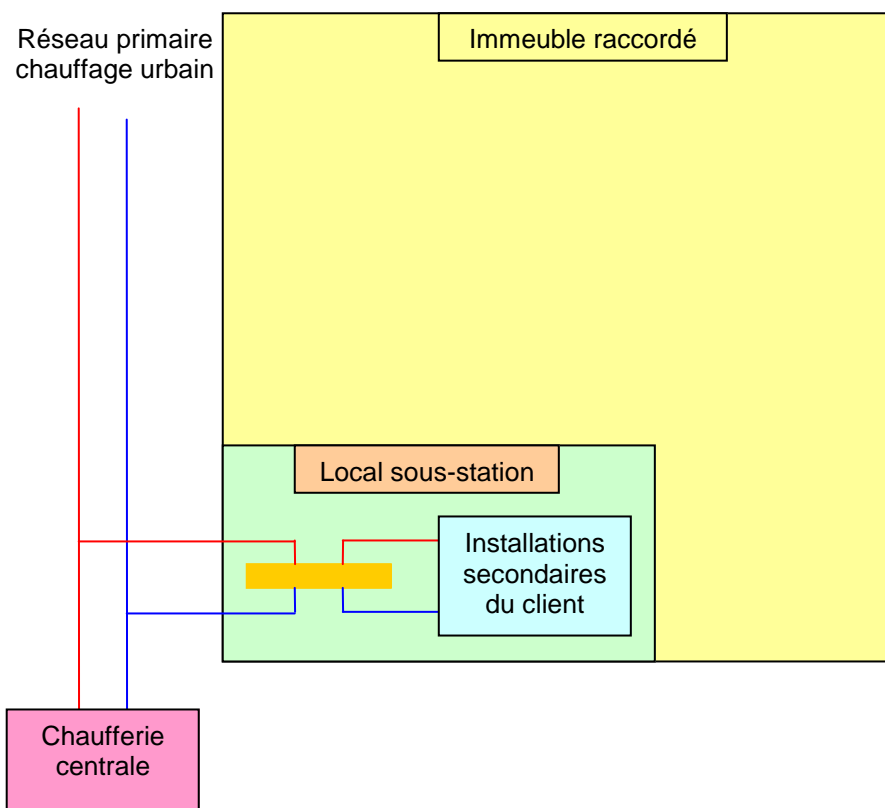 Réseau primaire
chauffage urbain
Immeuble raccordé
Local sous-station
Installations
secondaires
du client
Chaufferie
centrale